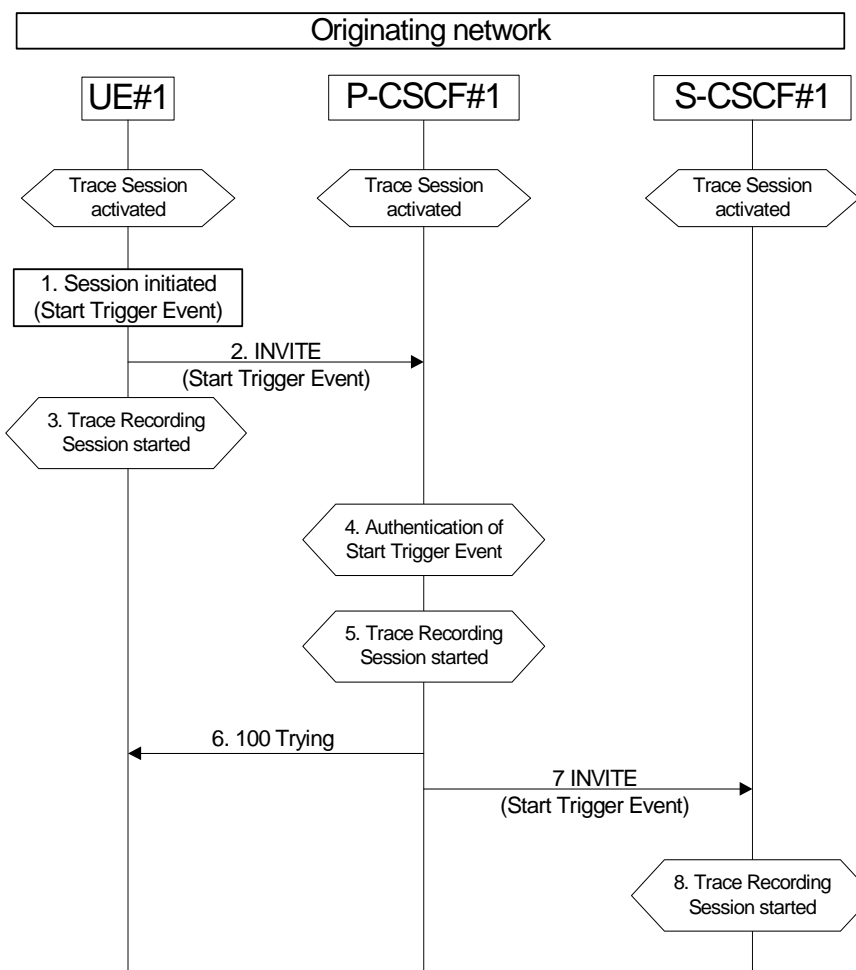 Originating network
UE#1
P-CSCF#1
S-CSCF#1
Trace Session
activated
Trace Session
activated
Trace Session
activated
1. Session initiated
(Start Trigger Event)
2. INVITE
(Start Trigger Event)
3. Trace Recording
Session started
4. Authentication of
Start Trigger Event
5. Trace Recording
Session started
6. 100 Trying
7 INVITE
(Start Trigger Event)
8. Trace Recording
Session started